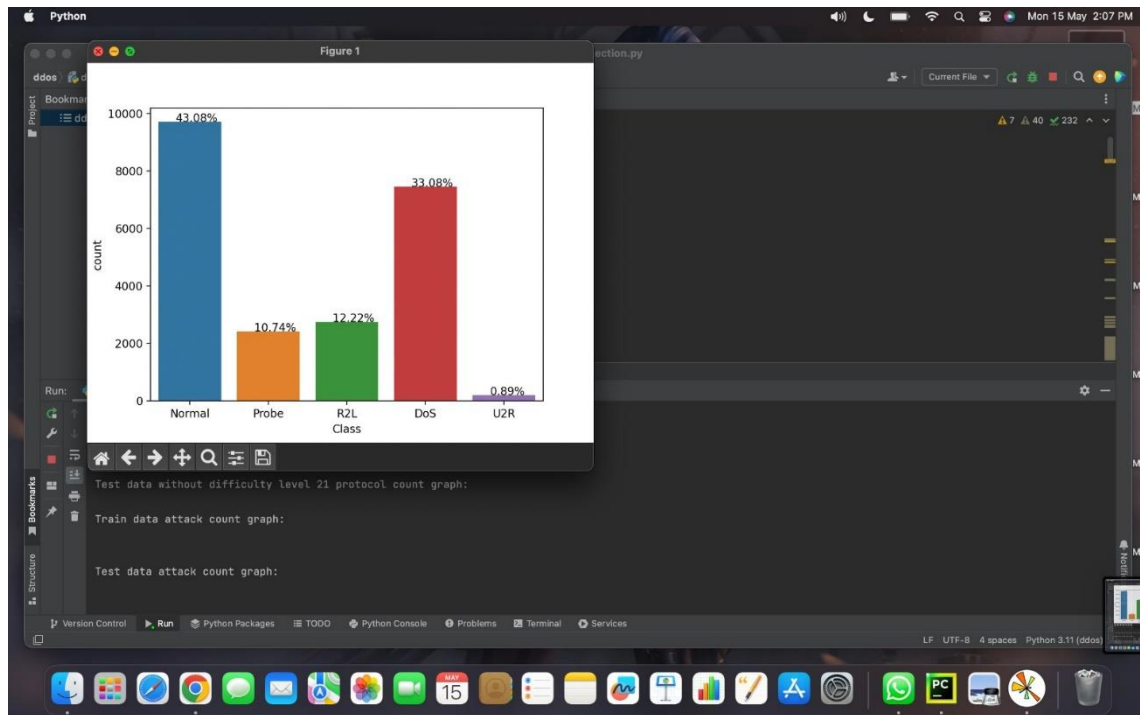 Python
Mon 15 May 2:07 PM
Figure 1
ection.py
ddos
Current File
Project
Bookmar
7 40 232
10000
8000
6000
4000
2000
0
count
43.08%
10.74%
12.22%
33.08%
0.89%
Normal Probe R2L DoS U2R
Class
Run:
Test data without difficulty level 21 protocol count graph:
Train data attack count graph:
Test data attack count graph:
Bookmarks
Structure
Version Control Run Python Packages TODO Python Console Problems Terminal Services
LF UTF-8 4 spaces Python 3.11 (ddos)
MAY
15
PC